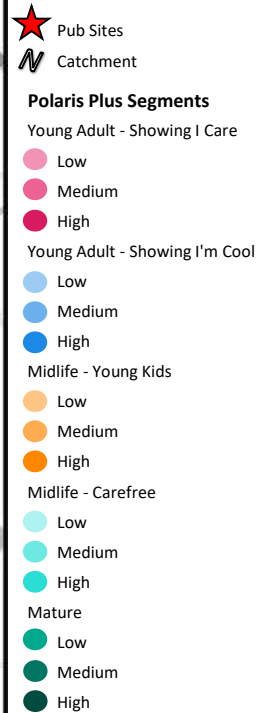 Pub Sites
Catchment
Polaris Plus Segments
Young Adult - Showing I Care
Low
Medium
High
Young Adult - Showing I'm Cool
Low
Medium
High
Midlife - Young Kids
Low
Medium
High
Midlife - Carefree
Low
Medium
High
Mature
Low
Medium
High